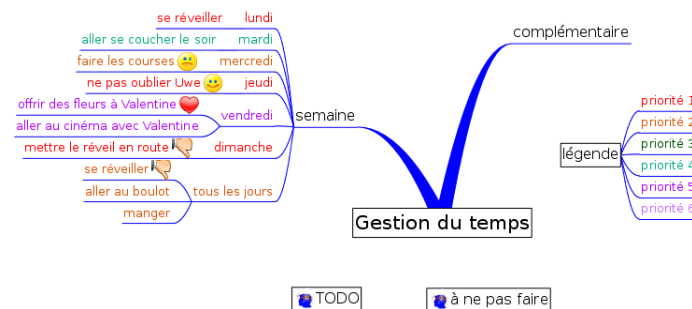 se réveiller lundi
aller se coucher le soir mardi
faire les courses mercredi
ne pas oublier Uwe jeudi
offrir des fleurs à Valentine
vendredi
aller au cinéma avec Valentine
mettre le réveil en route dimanche
se réveiller
aller au boulot tous les jours
manger
semaine
complémentaire
Gestion du temps
légende
priorité 1
priorité 2
priorité 3
priorité 4
priorité 5
priorité 6
TODO
à ne pas faire